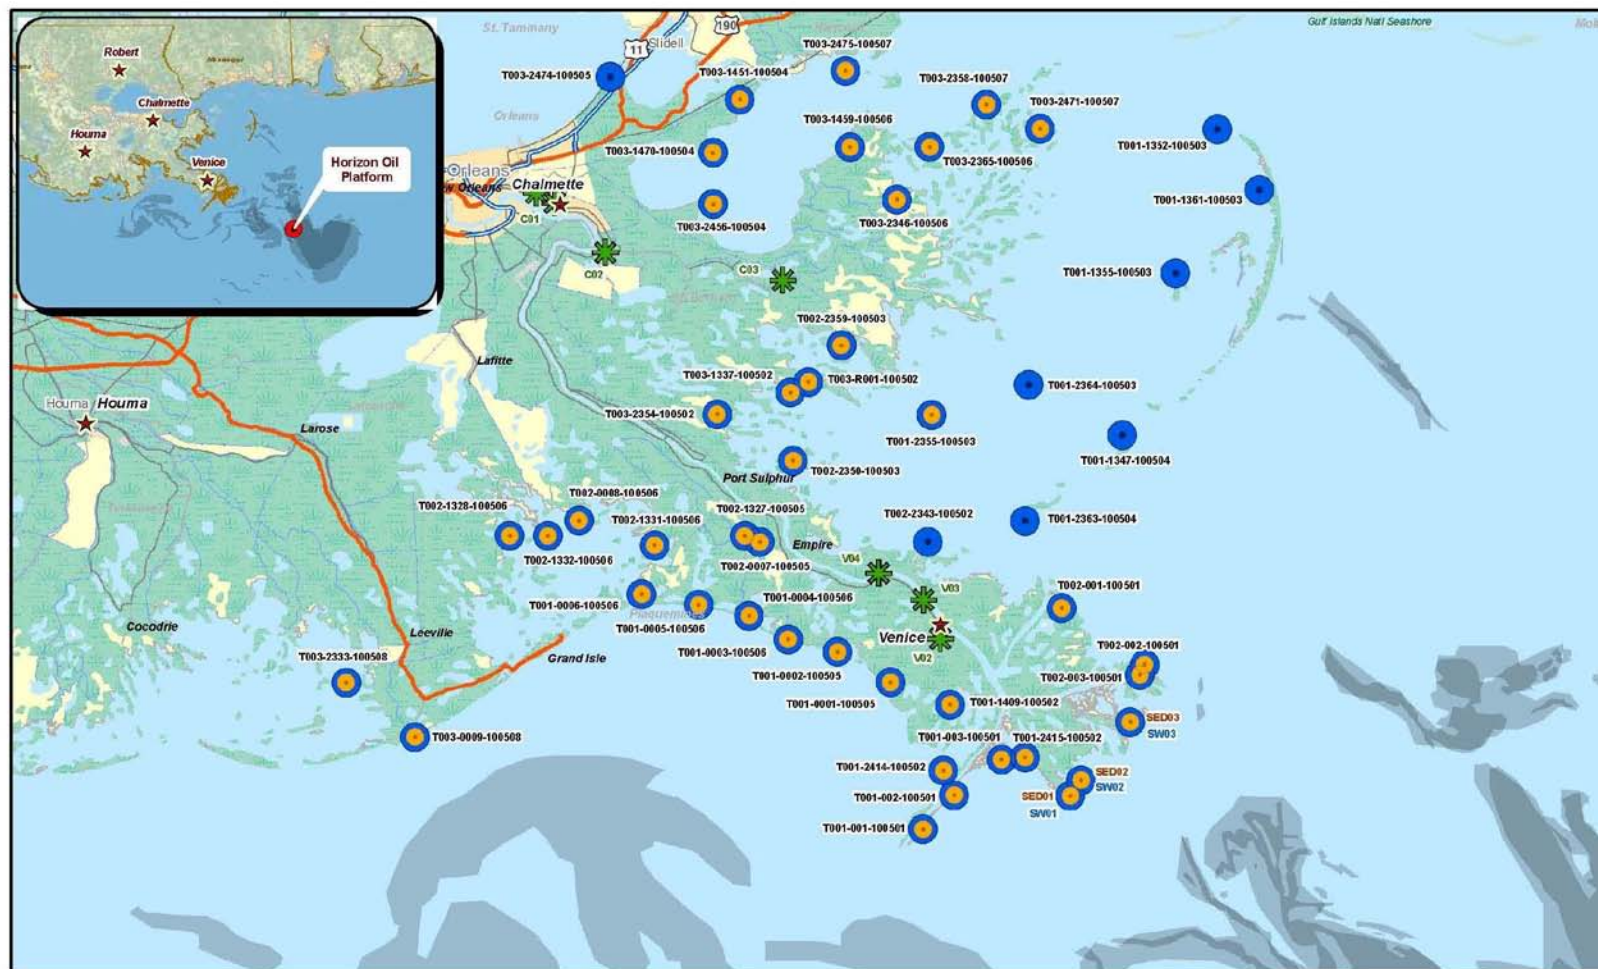 Robert
Chalmette
Houma
Venice
Horizon Oil
Platform
St. Tammany
190
11
Slidell
Gulf Islands Natl Seashore
T003-2475-100507
T003-2474-100505
T003-1451-100504
T003-2358-100507
T003-2471-100507
Orleans
T003-1459-100506
T001-1352-100503
T003-1470-100504
T003-2365-100506
Orleans
New Orleans
Chalmette
C01
T001-1361-100503
T003-2456-100504
T003-2346-100506
C02
C03
T001-1355-100503
T002-2359-100503
Lafitte
T003-1337-100502
T003-R001-100502
T001-2364-100503
Houma
Houma
T003-2354-100502
Larose
T001-2355-100503
T001-1347-100504
Port Sulphur
T002-2350-100503
T002-1328-100506
T002-0008-100506
T002-1331-100506
T002-1327-100505
T002-2343-100502
T001-2363-100504
Empire
T002-1332-100506
T002-0007-100505
V04
V03
T002-001-100501
T001-0006-100506
T001-0004-100506
Plaquemines
Cocodrie
Leeville
T001-0005-100506
Venice
T001-0003-100506
V02
T002-002-100501
T003-2333-100508
Grand Isle
T001-0002-100505
T002-003-100501
T001-0001-100505
T001-1409-100502
SED03
SW03
T003-0009-100508
T001-003-100501
T001-2415-100502
T001-2414-100502
SED02
SW02
T001-002-100501
SED01
SW01
T001-001-100501